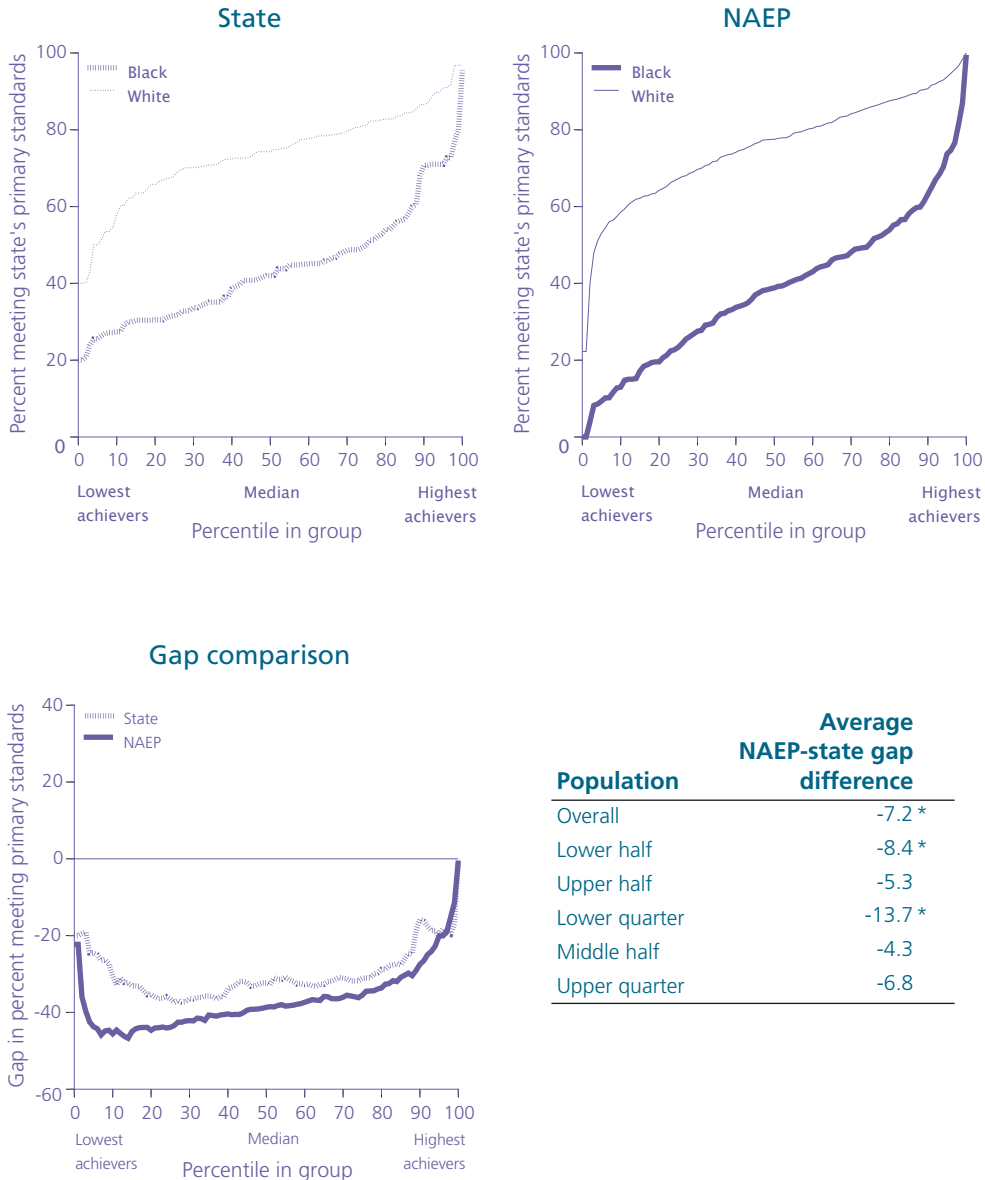 State
Percent meeting state's primary standards
100
80
60
40
20
0
Black
White
0 10 20 30 40 50 60 70 80 90 100
Lowest achievers
Median
Highest achievers
Percentile in group
NAEP
Percent meeting state's primary standards
100
80
60
40
20
0
Black
White
0 10 20 30 40 50 60 70 80 90 100
Lowest achievers
Median
Highest achievers
Percentile in group
Gap comparison
Gap in percent meeting primary standards
40
20
0
-20
-40
-60
State
NAEP
0 10 20 30 40 50 60 70 80 90 100
Lowest achievers
Median
Highest achievers
Percentile in group
Average
NAEP-state gap
Population difference
Overall -7.2 *
Lower half -8.4 *
Upper half -5.3
Lower quarter -13.7 *
Middle half -4.3
Upper quarter -6.8